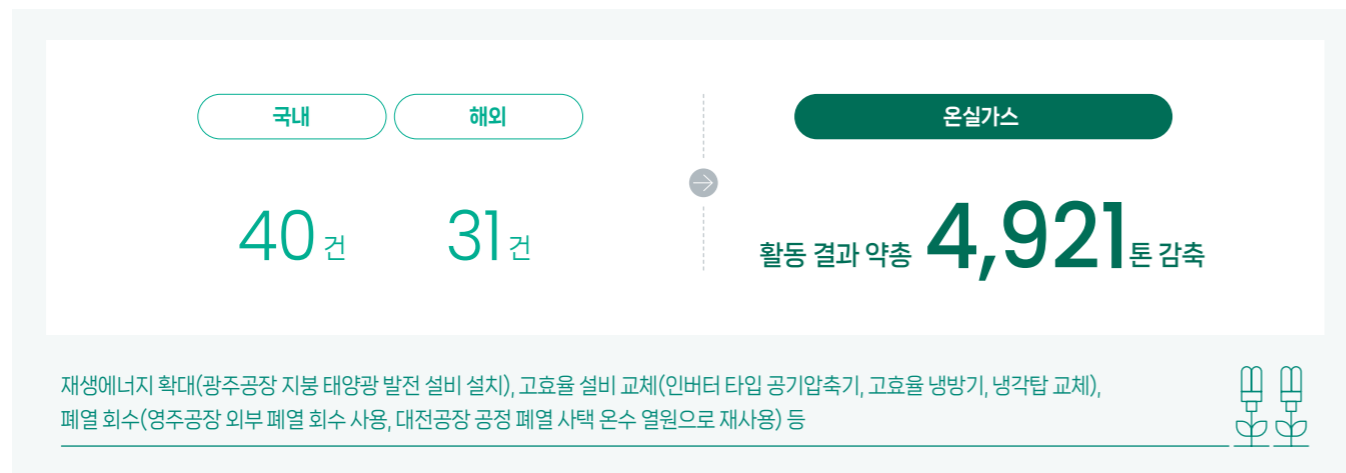 국내 해외 온실가스
40건 31건 활동 결과 약총 4,921톤 감축
재생에너지 확대(광주공장 지붕 태양광 발전 설비 설치), 고효율 설비 교체(인버터 타입 공기압축기, 고효율 냉방기, 냉각탑 교체),
폐열 회수(영주공장 외부 폐열 회수 사용, 대전공장 공정 폐열 사택 온수 열원으로 재사용) 등